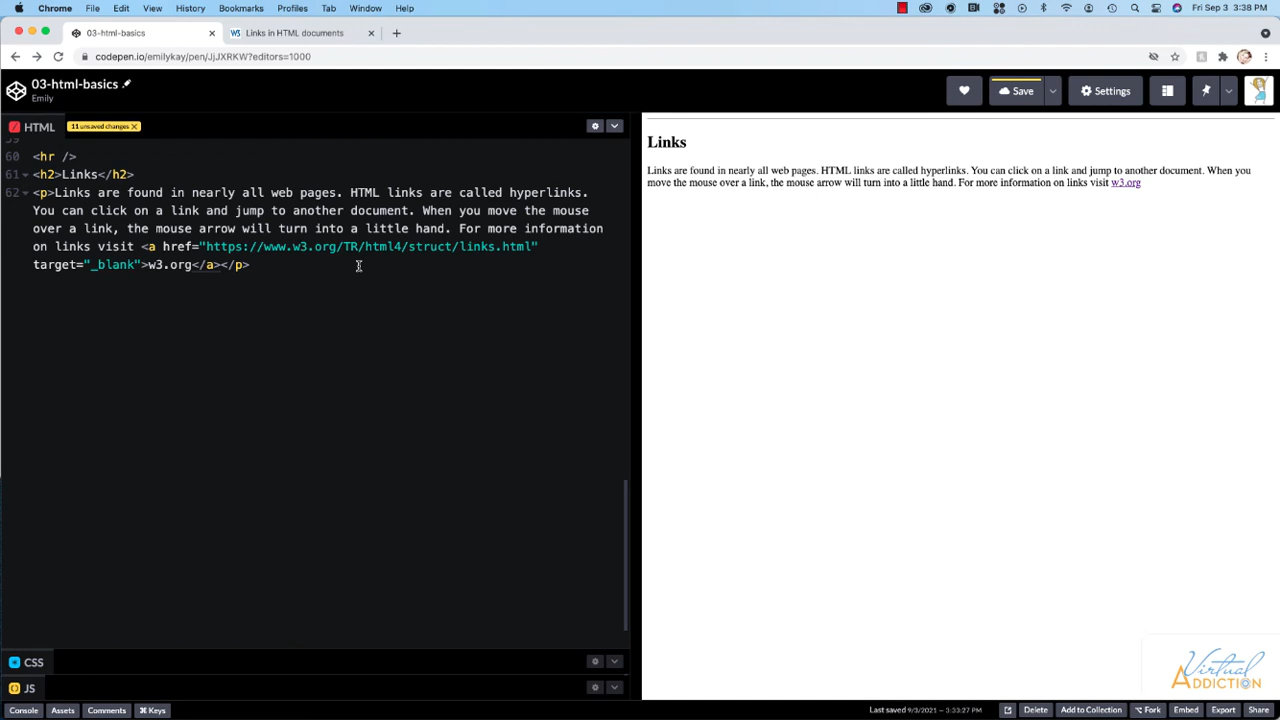 Chrome File Edit View History Bookmarks Profiles Tab Window Help Fri Sep 3 3:38 PM
03-html-basics W3 Links in HTML documents
codepen.io/emilykay/pen/JjJXRKW?editors=1000
03-html-basics
Emily
Save Settings
HTML 11 unsaved changes X
59
60 <hr />
61 <h2>Links</h2>
62 <p>Links are found in nearly all web pages. HTML links are called hyperlinks.
You can click on a link and jump to another document. When you move the mouse
over a link, the mouse arrow will turn into a little hand. For more information
on links visit <a href="https://www.w3.org/TR/html4/struct/links.html"
target="_blank">w3.org</a></p>
Links
Links are found in nearly all web pages. HTML links are called hyperlinks. You can click on a link and jump to another document. When you
move the mouse over a link, the mouse arrow will turn into a little hand. For more information on links visit w3.org
CSS
JS
Virtual
ADDICTION
Console Assets Comments ⌘ Keys Last saved 9/3/2021 — 3:33:27 PM Delete Add to Collection Fork Embed Export Share